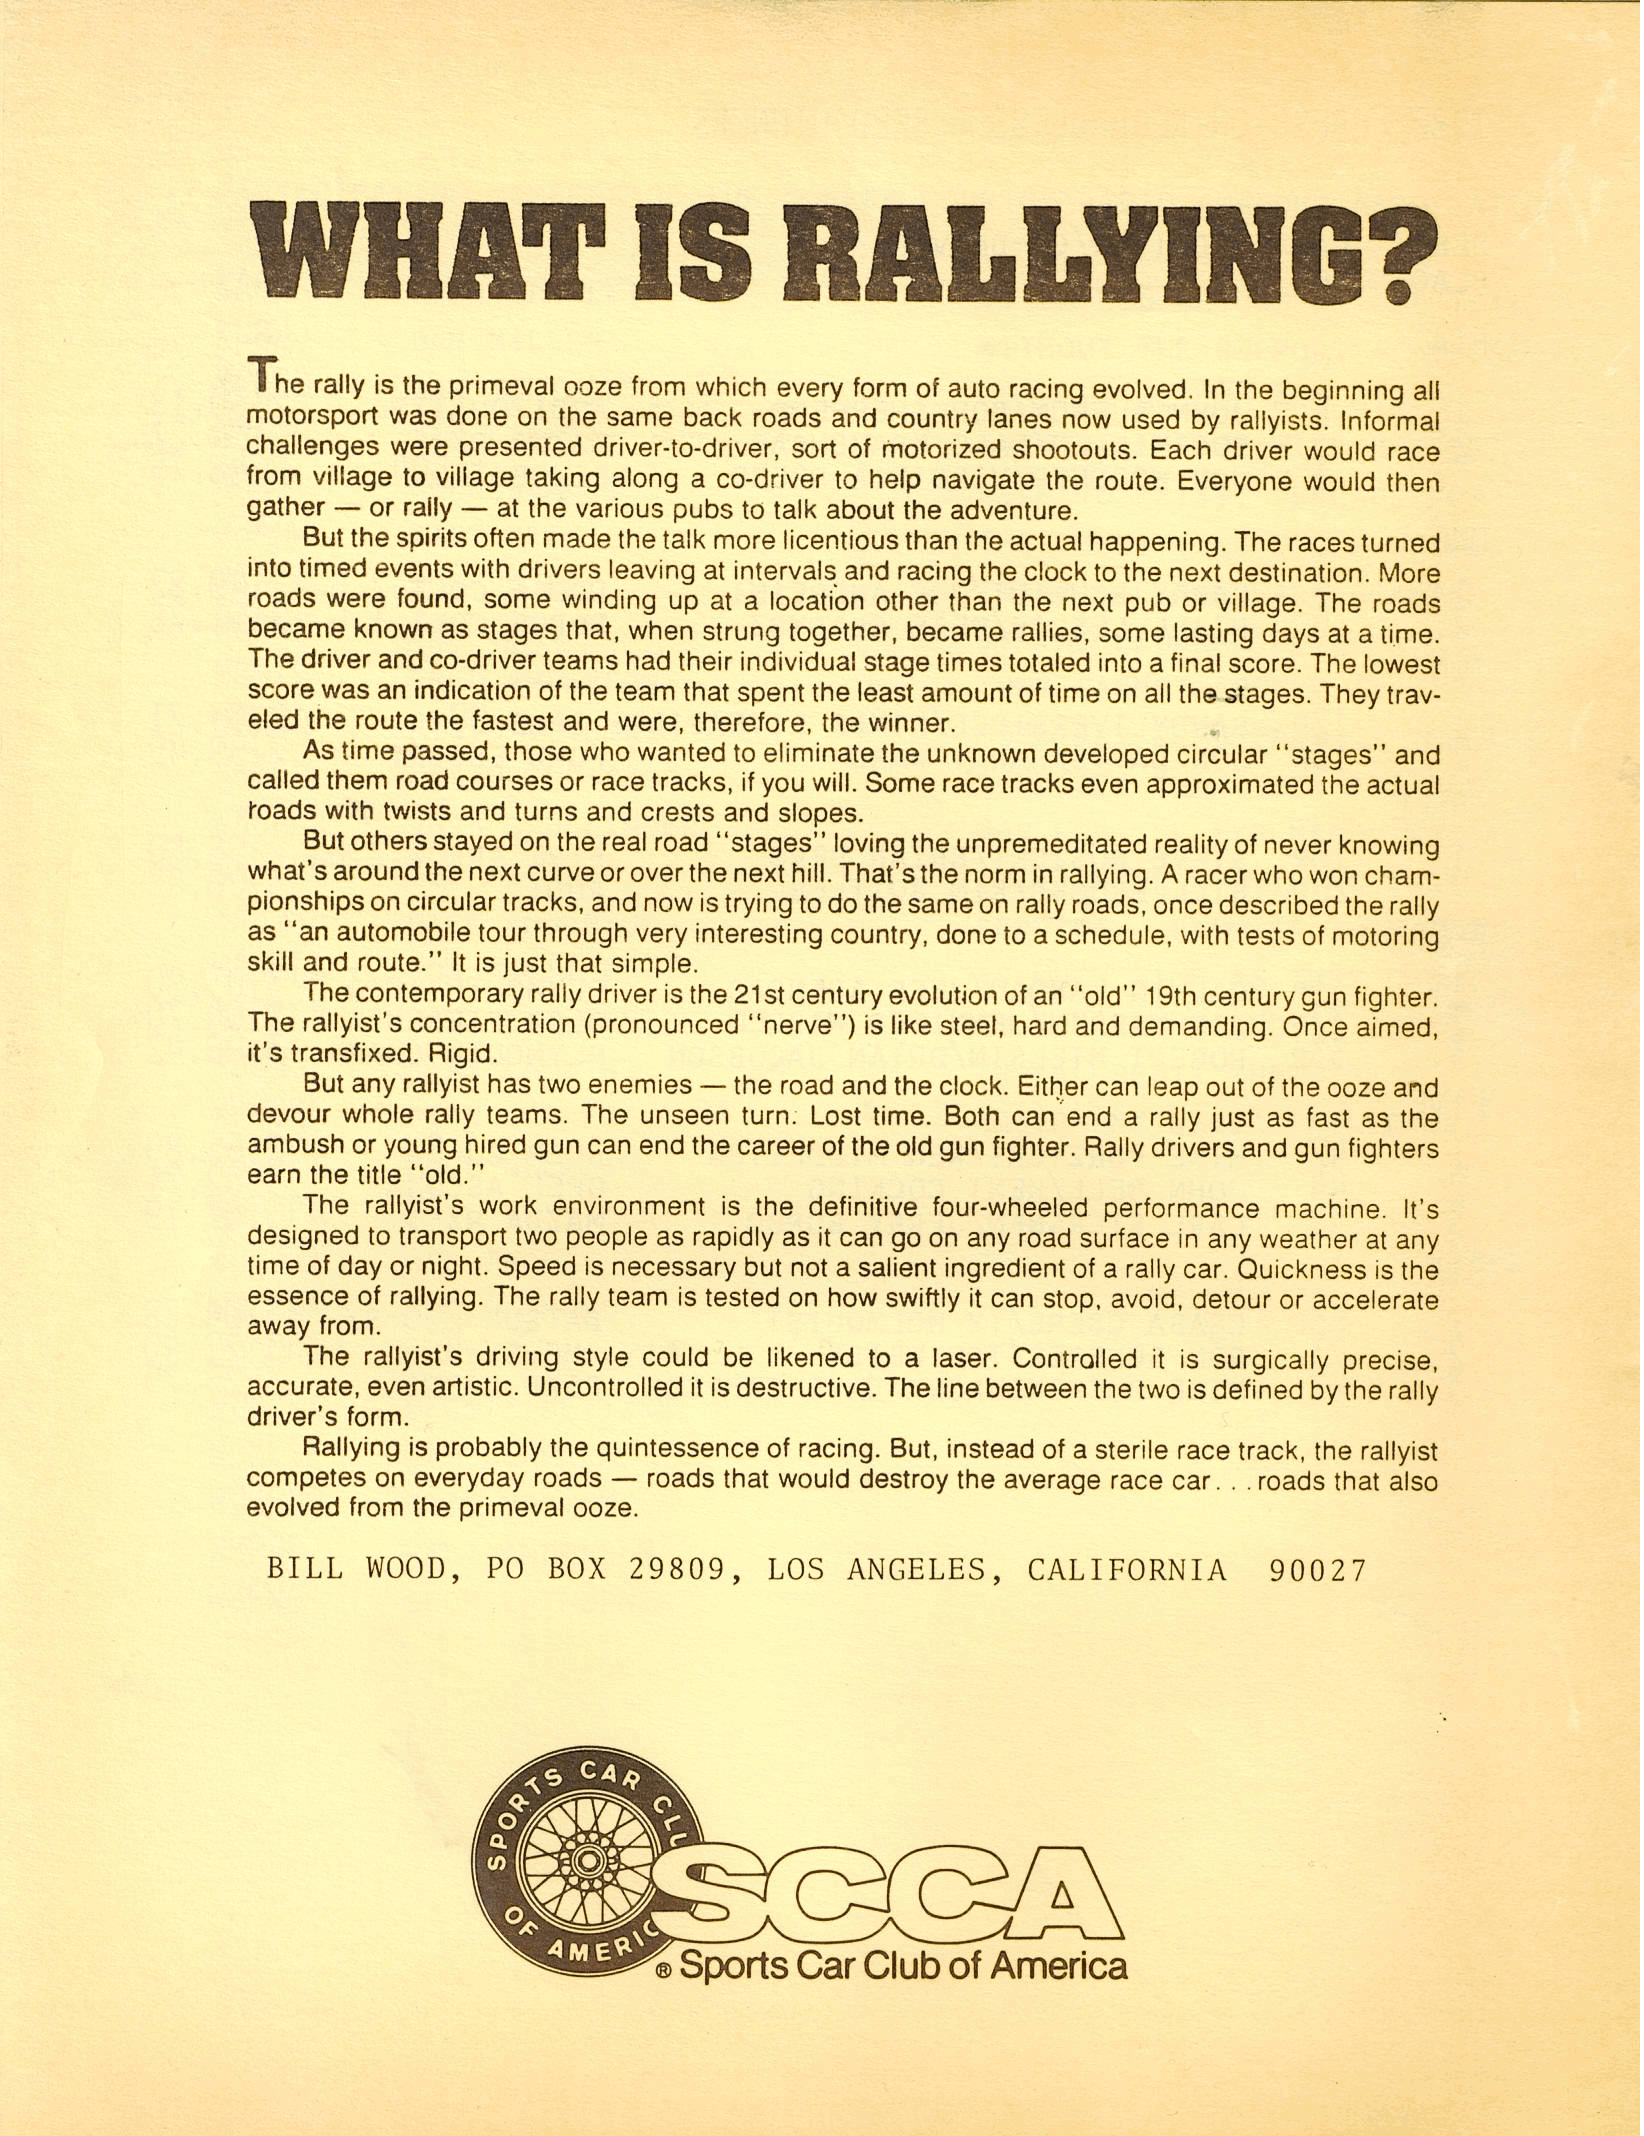 WHAT IS RALLYING?
The rally is the primeval ooze from which every form of auto racing evolved. In the beginning all
motorsport was done on the same back roads and country lanes now used by rallyists. Informal
challenges were presented driver-to-driver, sort of motorized shootouts. Each driver would race
from village to village taking along a co-driver to help navigate the route. Everyone would then
gather — or rally — at the various pubs to talk about the adventure.
But the spirits often made the talk more licentious than the actual happening. The races turned
into timed events with drivers leaving at intervals and racing the clock to the next destination. More
roads were found, some winding up at a location other than the next pub or village. The roads
became known as stages that, when strung together, became rallies, some lasting days at a time.
The driver and co-driver teams had their individual stage times totaled into a final score. The lowest
score was an indication of the team that spent the least amount of time on all the stages. They trav-
eled the route the fastest and were, therefore, the winner.
As time passed, those who wanted to eliminate the unknown developed circular "stages" and
called them road courses or race tracks, if you will. Some race tracks even approximated the actual
roads with twists and turns and crests and slopes.
But others stayed on the real road "stages" loving the unpremeditated reality of never knowing
what's around the next curve or over the next hill. That's the norm in rallying. A racer who won cham-
pionships on circular tracks, and now is trying to do the same on rally roads, once described the rally
as "an automobile tour through very interesting country, done to a schedule, with tests of motoring
skill and route." It is just that simple.
The contemporary rally driver is the 21st century evolution of an "old" 19th century gun fighter.
The rallyist's concentration (pronounced "nerve") is like steel, hard and demanding. Once aimed,
it's transfixed. Rigid.
But any rallyist has two enemies — the road and the clock. Either can leap out of the ooze and
devour whole rally teams. The unseen turn. Lost time. Both can end a rally just as fast as the
ambush or young hired gun can end the career of the old gun fighter. Rally drivers and gun fighters
earn the title "old."
The rallyist's work environment is the definitive four-wheeled performance machine. It's
designed to transport two people as rapidly as it can go on any road surface in any weather at any
time of day or night. Speed is necessary but not a salient ingredient of a rally car. Quickness is the
essence of rallying. The rally team is tested on how swiftly it can stop, avoid, detour or accelerate
away from.
The rallyist's driving style could be likened to a laser. Controlled it is surgically precise,
accurate, even artistic. Uncontrolled it is destructive. The line between the two is defined by the rally
driver's form.
Rallying is probably the quintessence of racing. But, instead of a sterile race track, the rallyist
competes on everyday roads — roads that would destroy the average race car. . . roads that also
evolved from the primeval ooze.
BILL WOOD, PO BOX 29809, LOS ANGELES, CALIFORNIA 90027
SPORTS CAR CLU
OF AMERIC
SCCA
® Sports Car Club of America